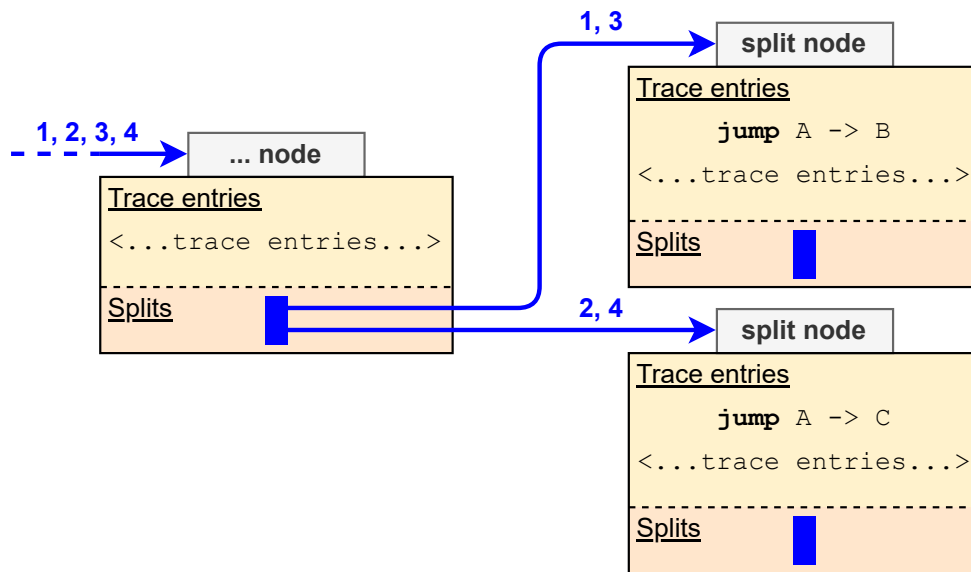 1, 2, 3, 4
... node
Trace entries
<...trace entries...>
Splits
1, 3
split node
Trace entries
jump A -> B
<...trace entries...>
Splits
2, 4
split node
Trace entries
jump A -> C
<...trace entries...>
Splits